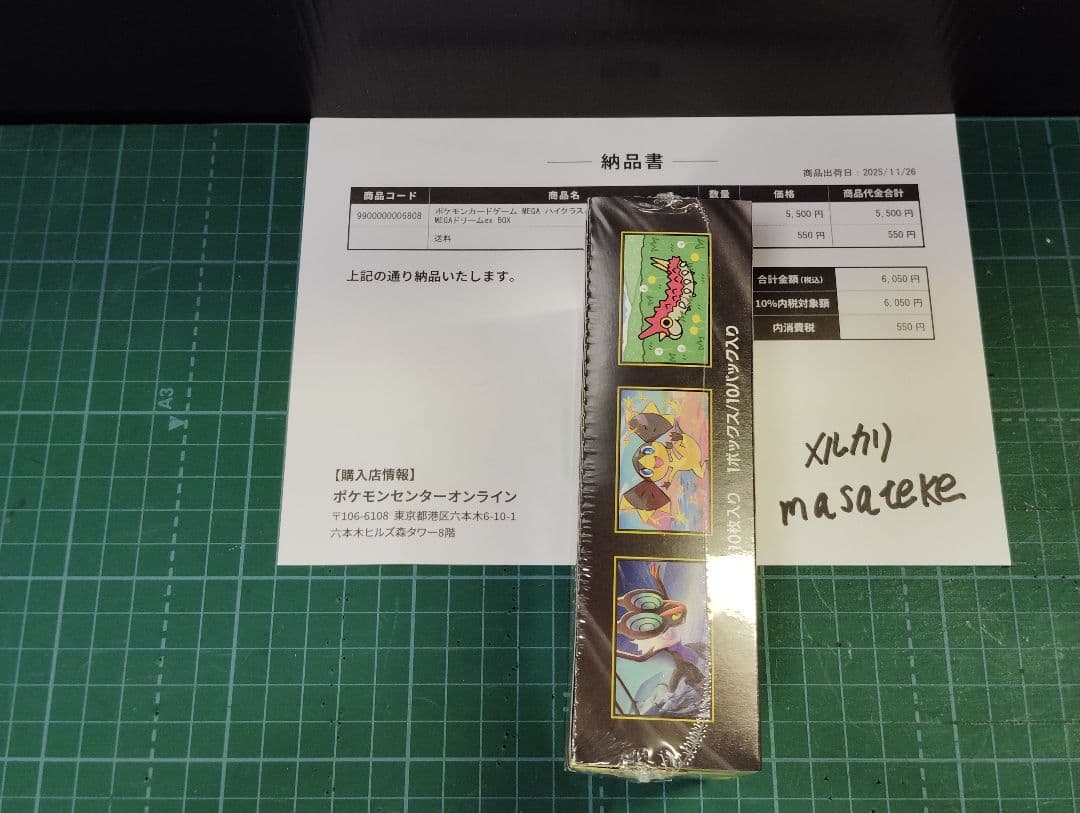 納品書
商品出荷日：2025/11/26
商品コード 商品名 数量 価格 商品代金合計
9900000006808 ポケモンカードゲーム MEGA ハイクラス 5,500 円 5,500 円
MEGAドリームex BOX
送料 550 円 550 円
上記の通り納品いたします。
合計金額(税込) 6,050 円
10%内税対象額 6,050 円
内消費税 550 円
10枚入り 1ボックス/10パック入り
メルカリ
masateke
【購入店情報】
ポケモンセンターオンライン
〒106-6108 東京都港区六本木6-10-1
六本木ヒルズ森タワー8階
A3